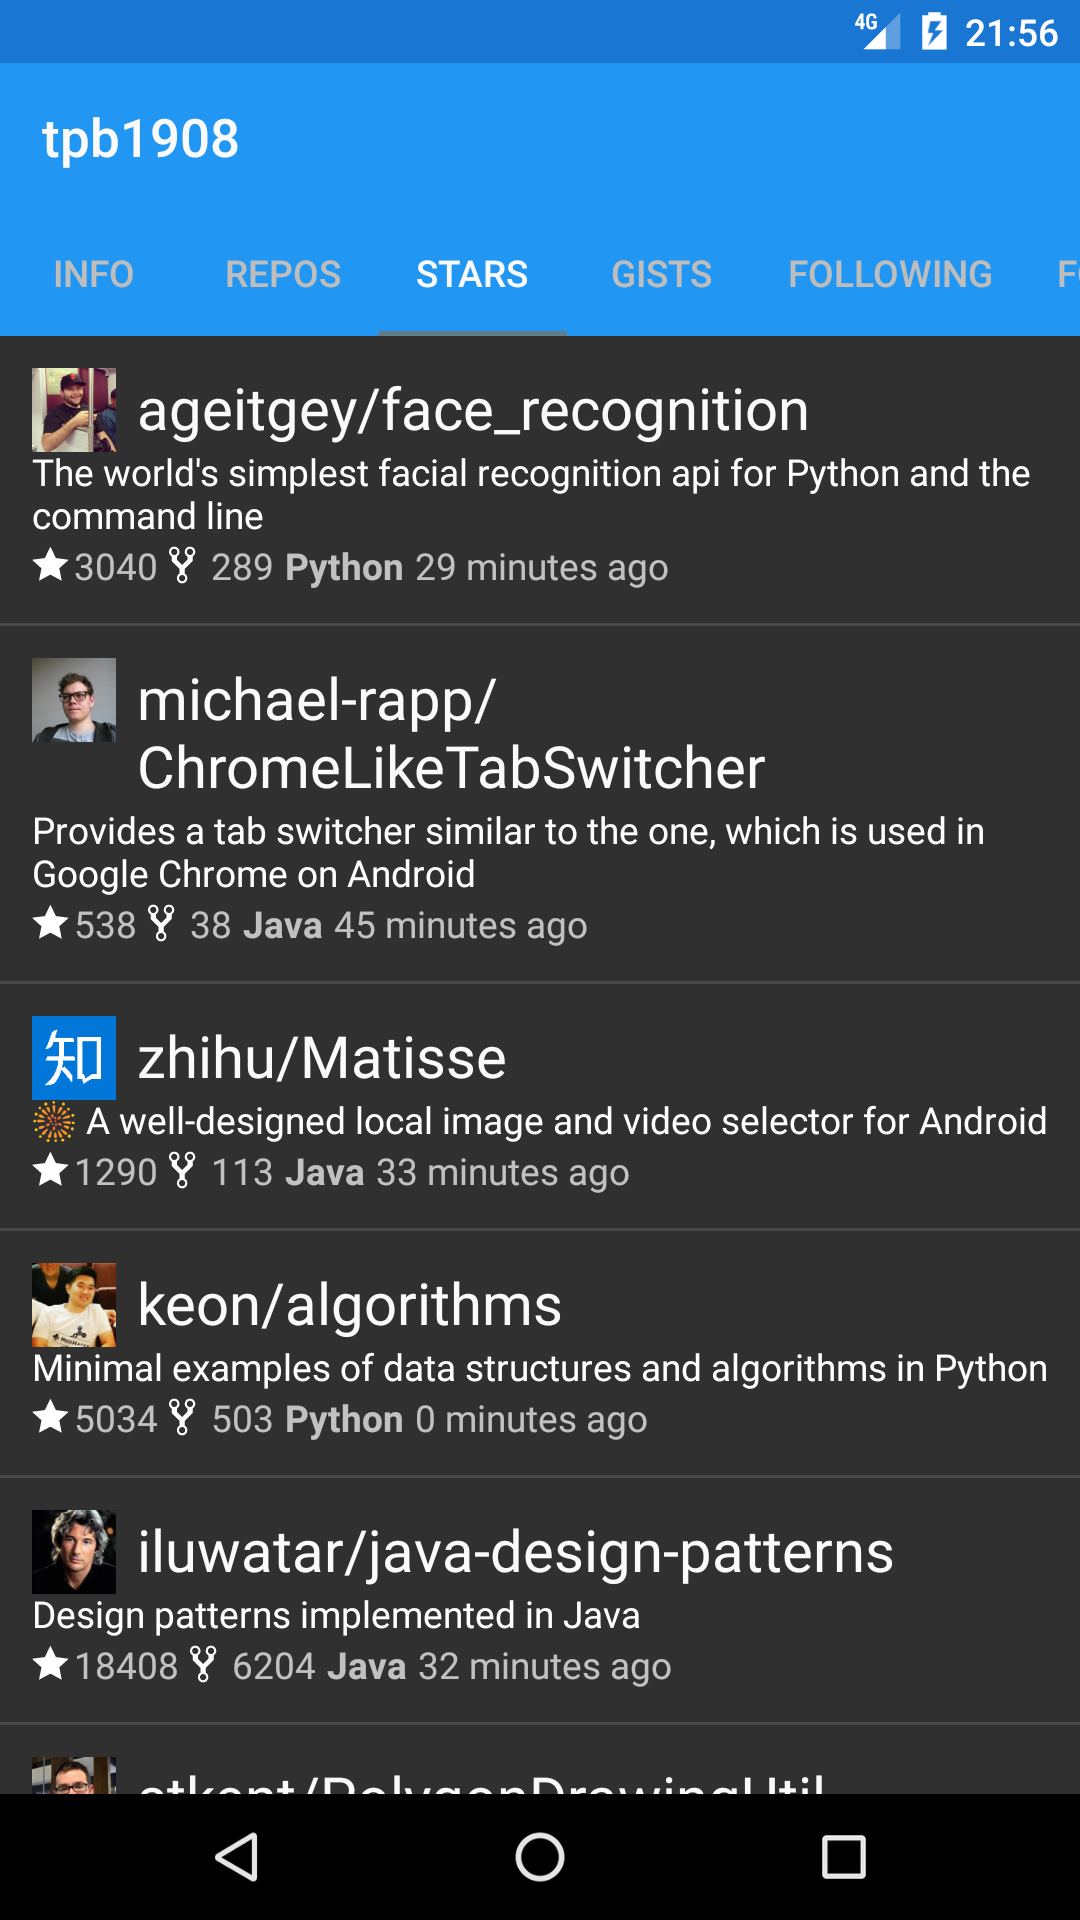 4G 21:56
tpb1908
INFO REPOS STARS GISTS FOLLOWING
ageitgey/face_recognition
The world's simplest facial recognition api for Python and the
command line
3040 289 Python 29 minutes ago
michael-rapp/
ChromeLikeTabSwitcher
Provides a tab switcher similar to the one, which is used in
Google Chrome on Android
538 38 Java 45 minutes ago
知 zhihu/Matisse
A well-designed local image and video selector for Android
1290 113 Java 33 minutes ago
keon/algorithms
Minimal examples of data structures and algorithms in Python
5034 503 Python 0 minutes ago
iluwatar/java-design-patterns
Design patterns implemented in Java
18408 6204 Java 32 minutes ago